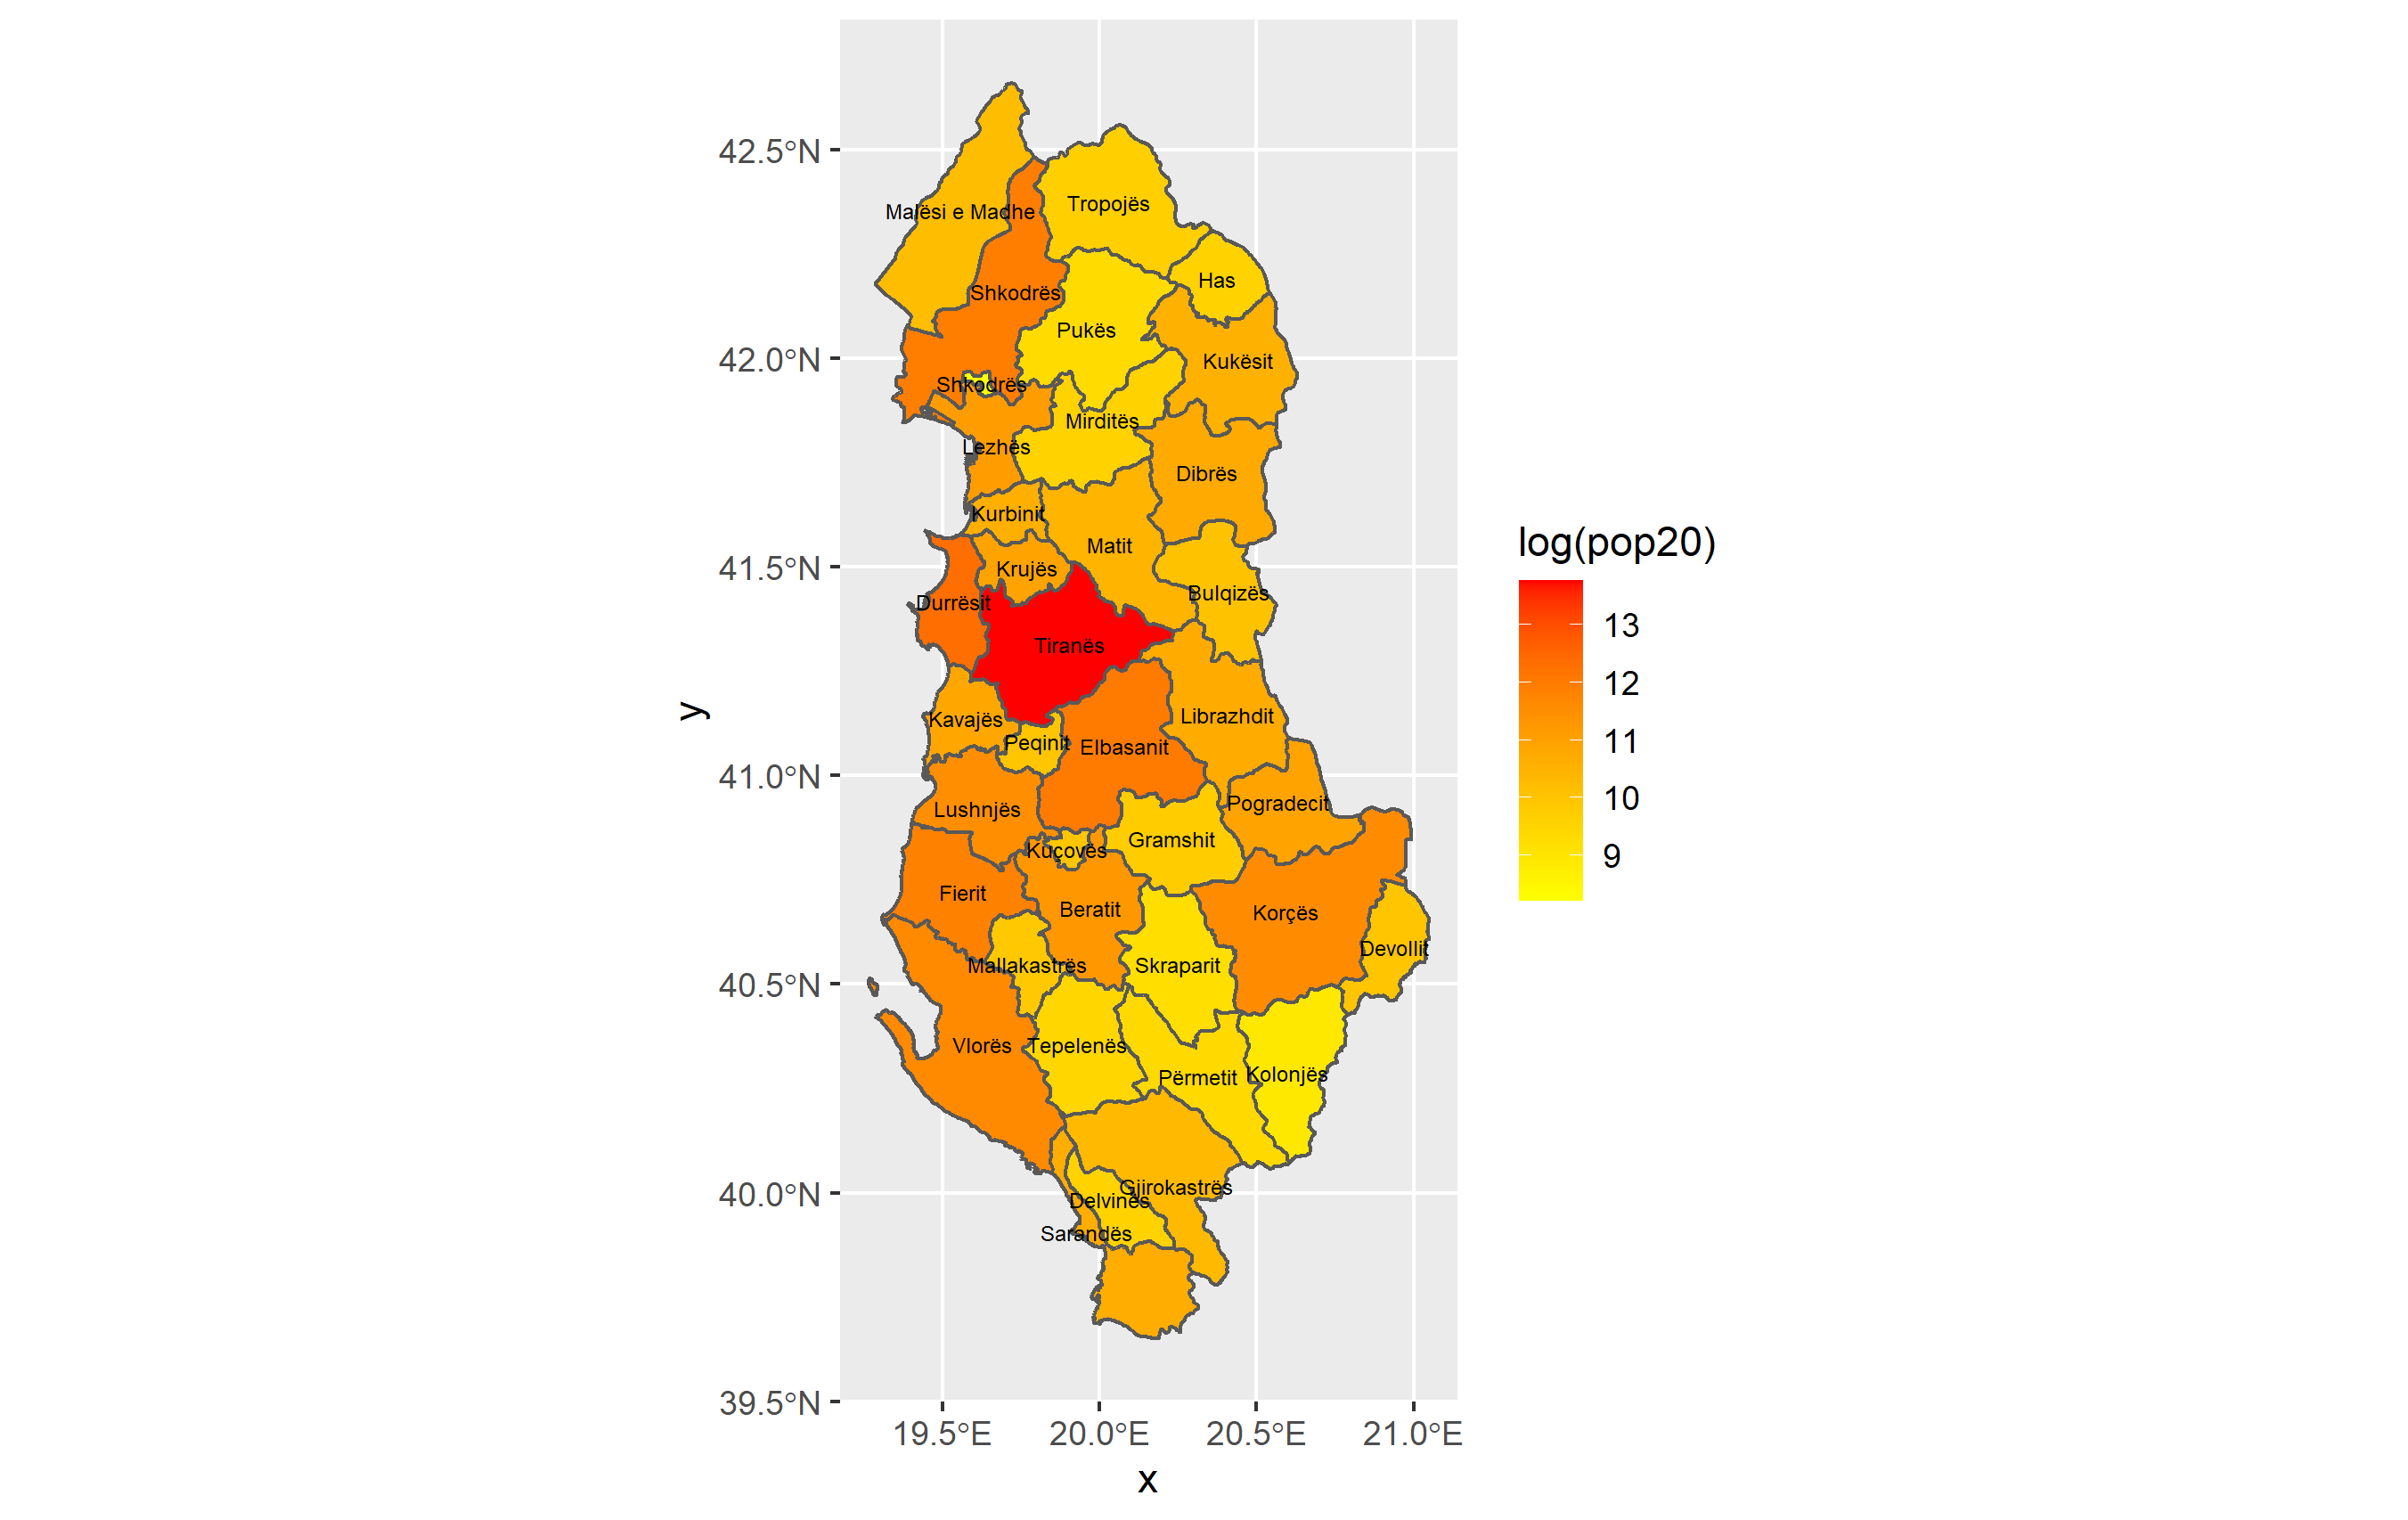 42.5°N
42.0°N
41.5°N
41.0°N
40.5°N
40.0°N
39.5°N
y
Malësi e Madhe
Tropojës
Has
Shkodrës
Pukës
Kukësit
Shkodrës
Mirditës
Lezhës
Dibrës
Kurbinit
Matit
Krujës
Bulqizës
Durrësit
Tiranës
Kavajës
Librazhdit
Peqinit
Elbasanit
Lushnjës
Pogradecit
Gramshit
Kuçovës
Fierit
Beratit
Korçës
Devollit
Mallakastrës
Skraparit
Vlorës
Tepelenës
Përmetit
Kolonjës
Gjirokastrës
Delvinës
Sarandës
19.5°E
20.0°E
20.5°E
21.0°E
x
log(pop20)
13
12
11
10
9